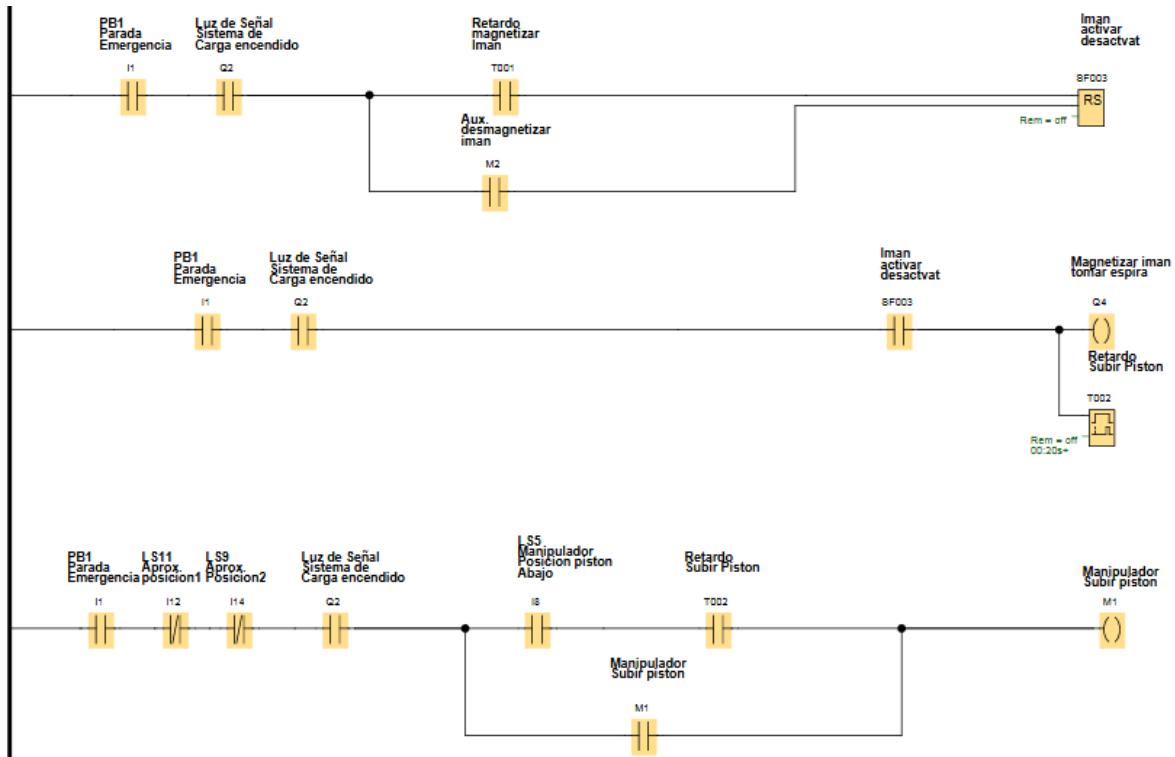 PB1
Parada
Emergencia
I1
Luz de Señal
Sistema de
Carga encendido
Q2
Retardo
magnetizar
Iman
T001
Iman
activar
desactvat
SF003
RS
Rem = off
Aux.
desmagnetizar
iman
M2
PB1
Parada
Emergencia
I1
Luz de Señal
Sistema de
Carga encendido
Q2
Iman
activar
desactvat
SF003
Magnetizar iman
tomar espira
Q4
Retardo
Subir Piston
T002
Rem = off
00:20s+
PB1
Parada
Emergencia
I1
LS11
Aprox.
posicion1
I12
LS9
Aprox.
Posicion2
I14
Luz de Señal
Sistema de
Carga encendido
Q2
LS5
Manipulador
Posicion piston
Abajo
I8
Retardo
Subir Piston
T002
Manipulador
Subir piston
M1
Manipulador
Subir piston
M1